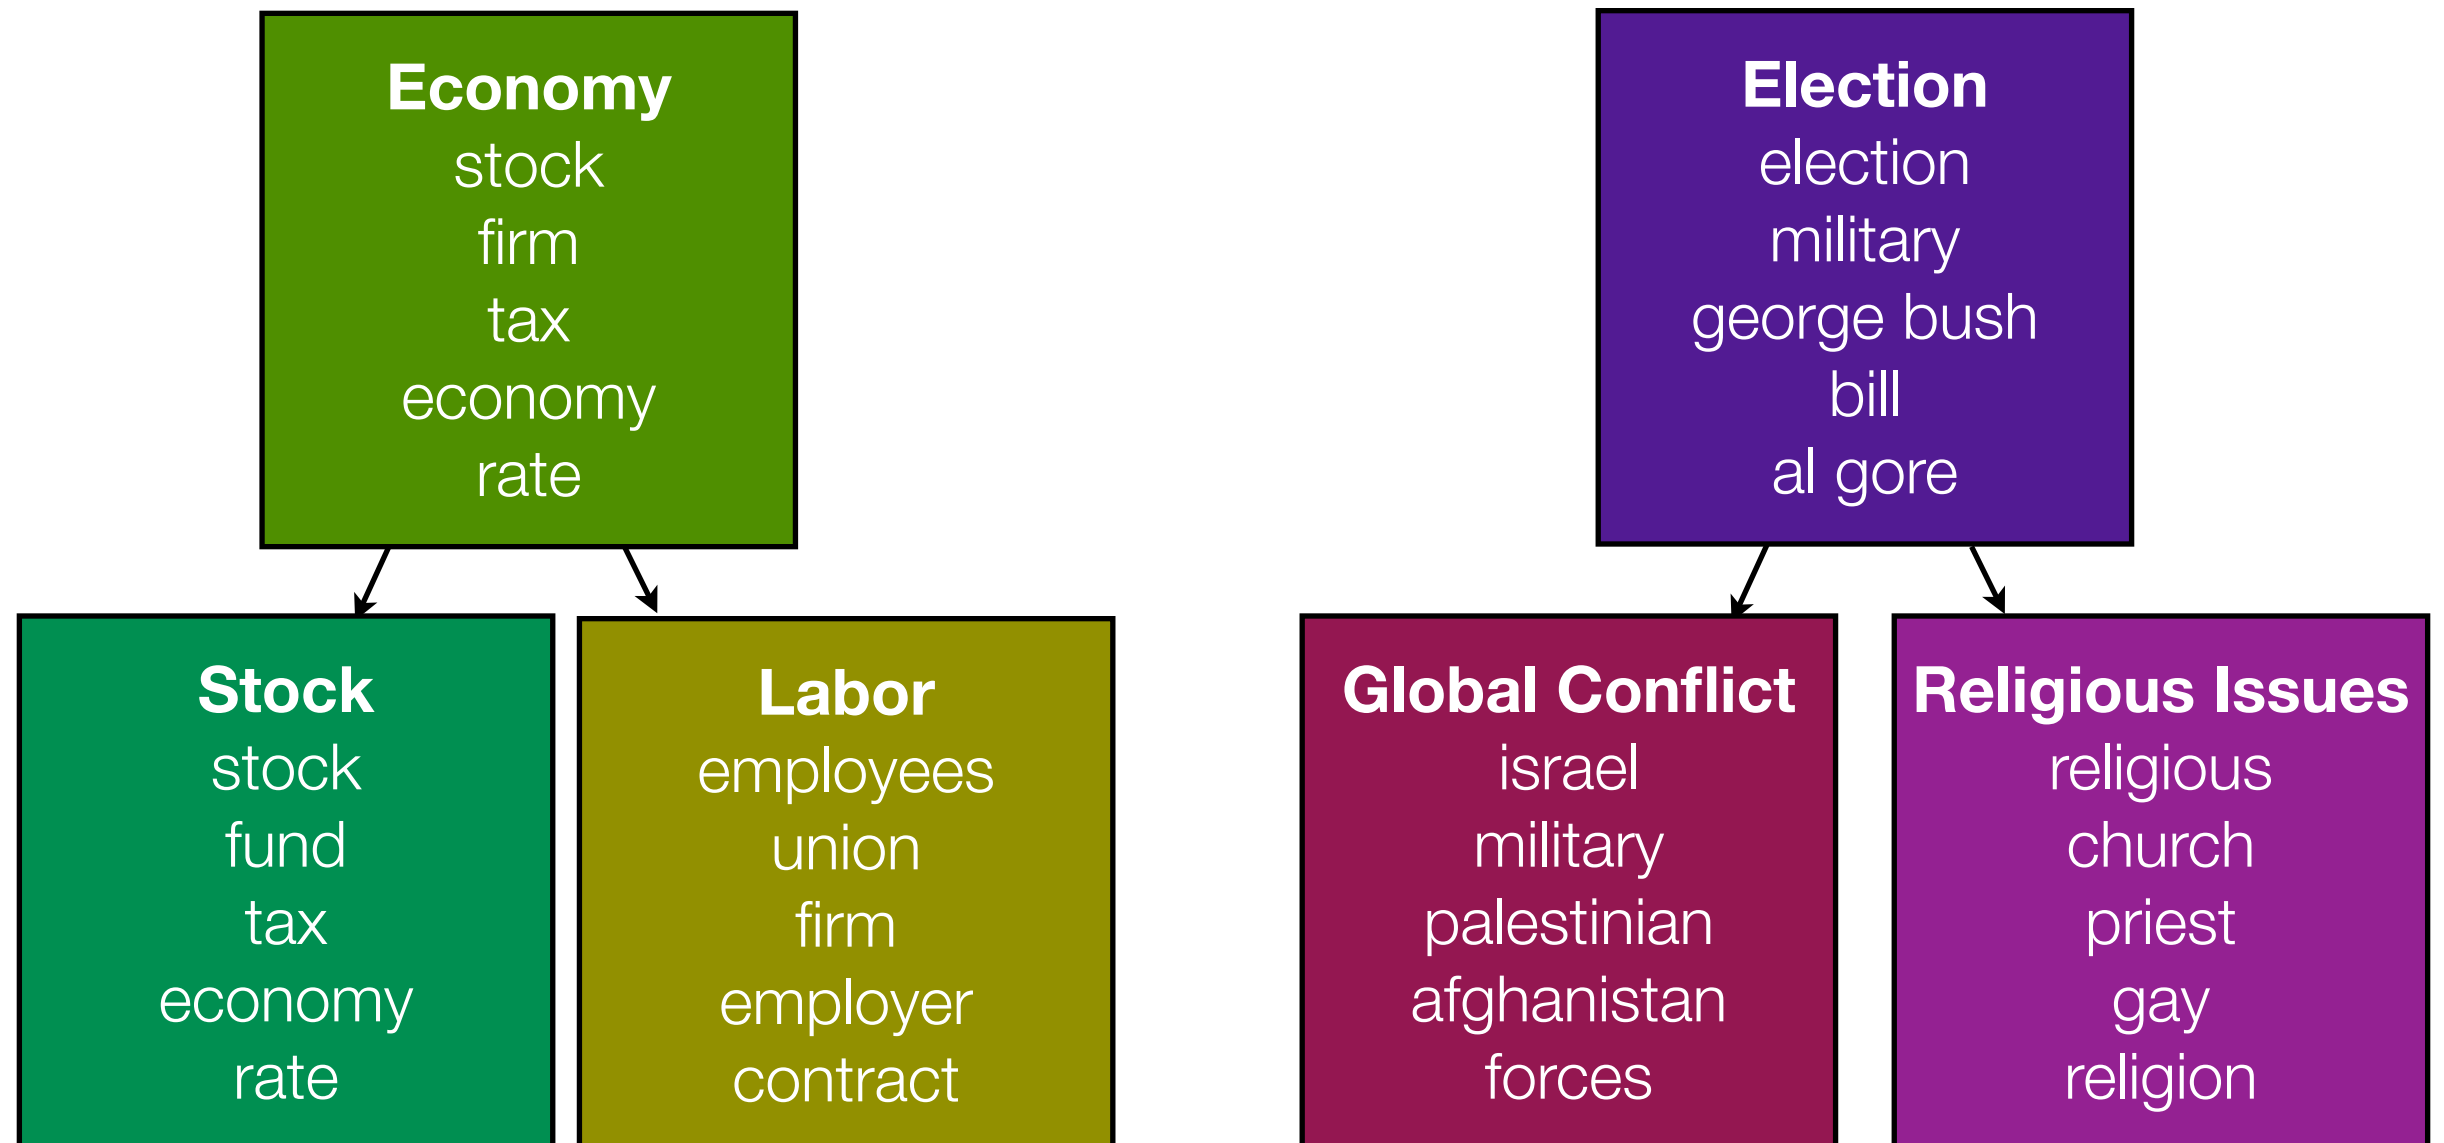 Economy
stock
firm
tax
economy
rate
Election
election
military
george bush
bill
al gore
Stock
stock
fund
tax
economy
rate
Labor
employees
union
firm
employer
contract
Global Conflict
israel
military
palestinian
afghanistan
forces
Religious Issues
religious
church
priest
gay
religion